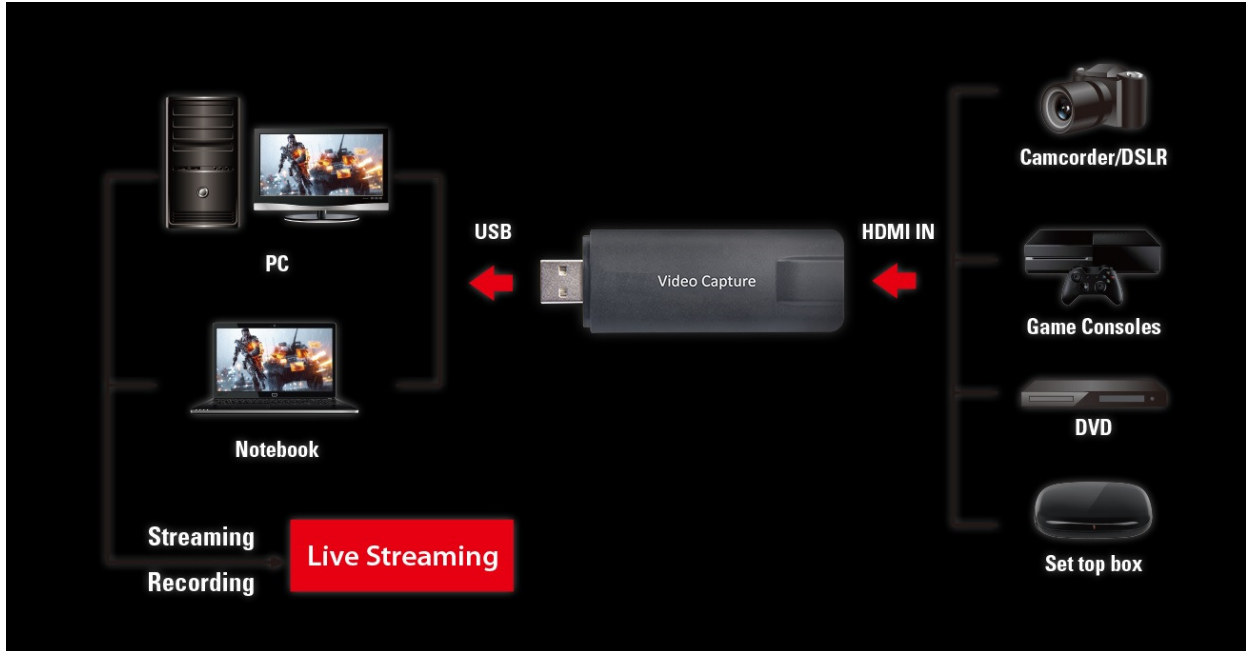 PC
USB
Video Capture
HDMI IN
Camcorder/DSLR
Game Consoles
DVD
Set top box
Notebook
Streaming
Recording
Live Streaming